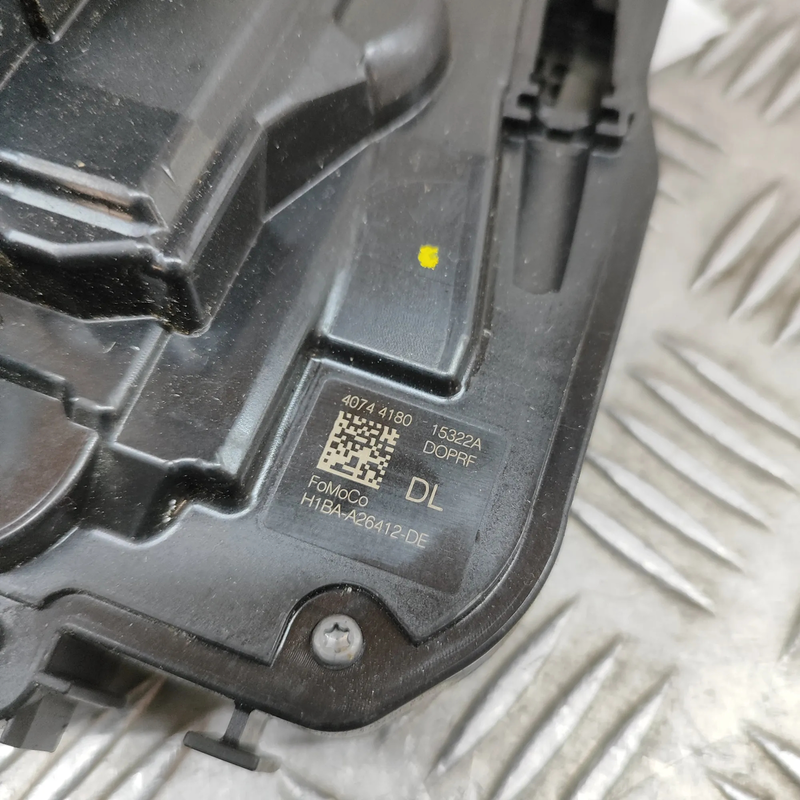 4074 4180 15322A
DOPRF
FoMoCo DL
H1BA-A26412-DE